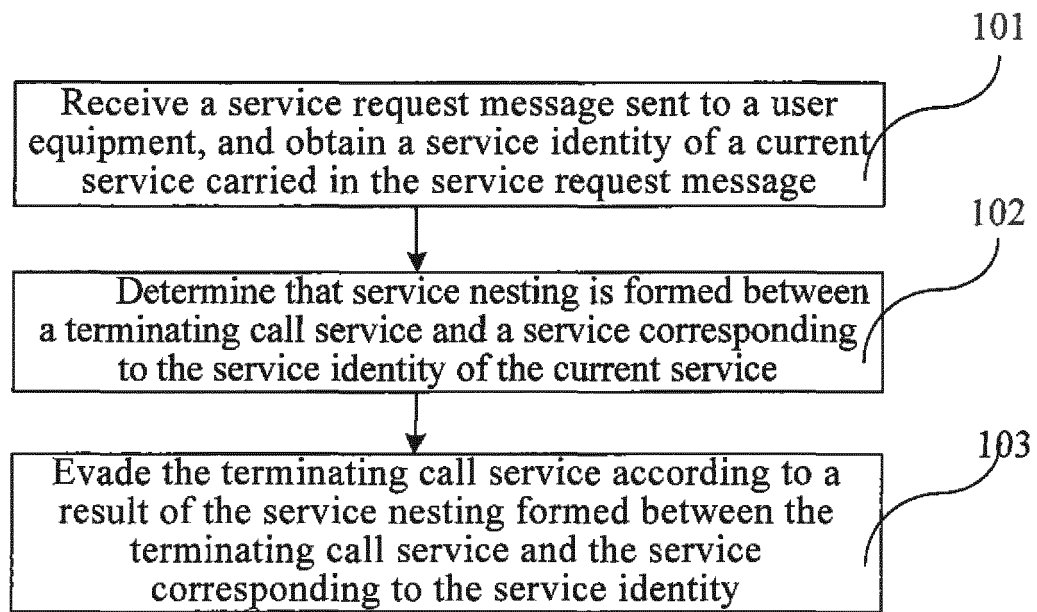 101
Receive a service request message sent to a user
equipment, and obtain a service identity of a current
service carried in the service request message
102
Determine that service nesting is formed between
a terminating call service and a service corresponding
to the service identity of the current service
103
Evade the terminating call service according to a
result of the service nesting formed between the
terminating call service and the service
corresponding to the service identity